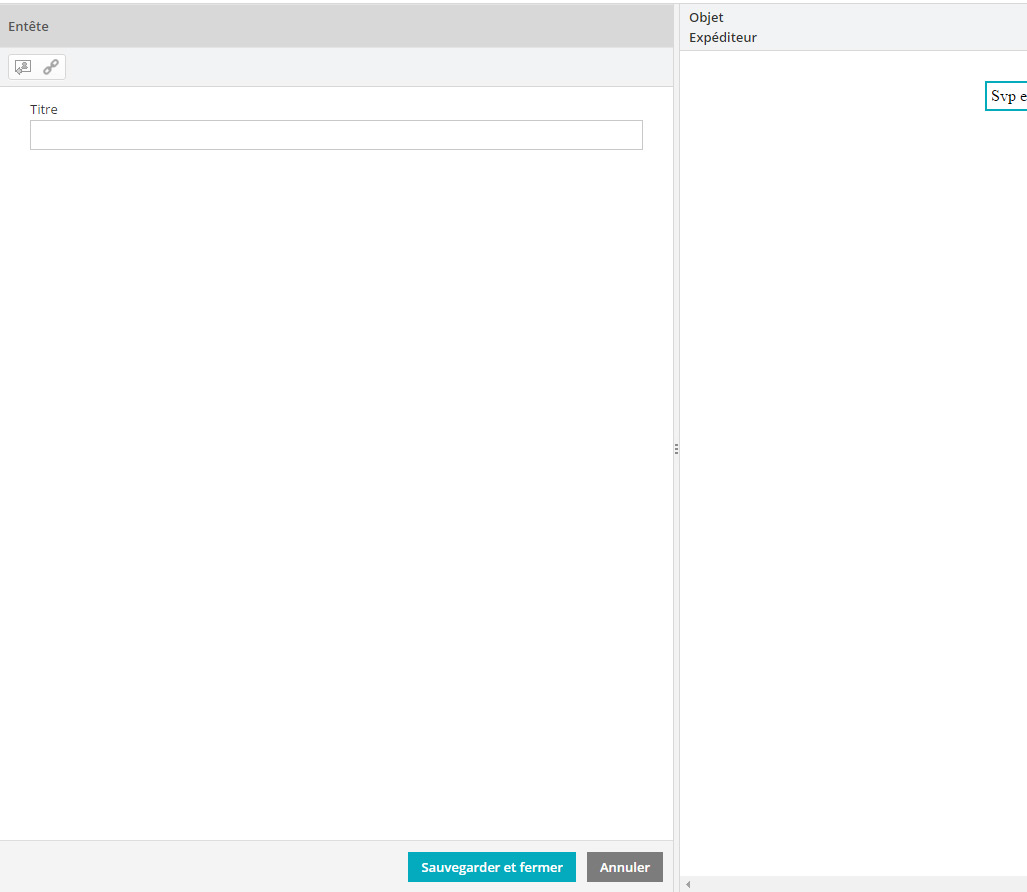 Entête
Titre
Sauvegarder et fermer
Annuler
Objet
Expéditeur
Svp e